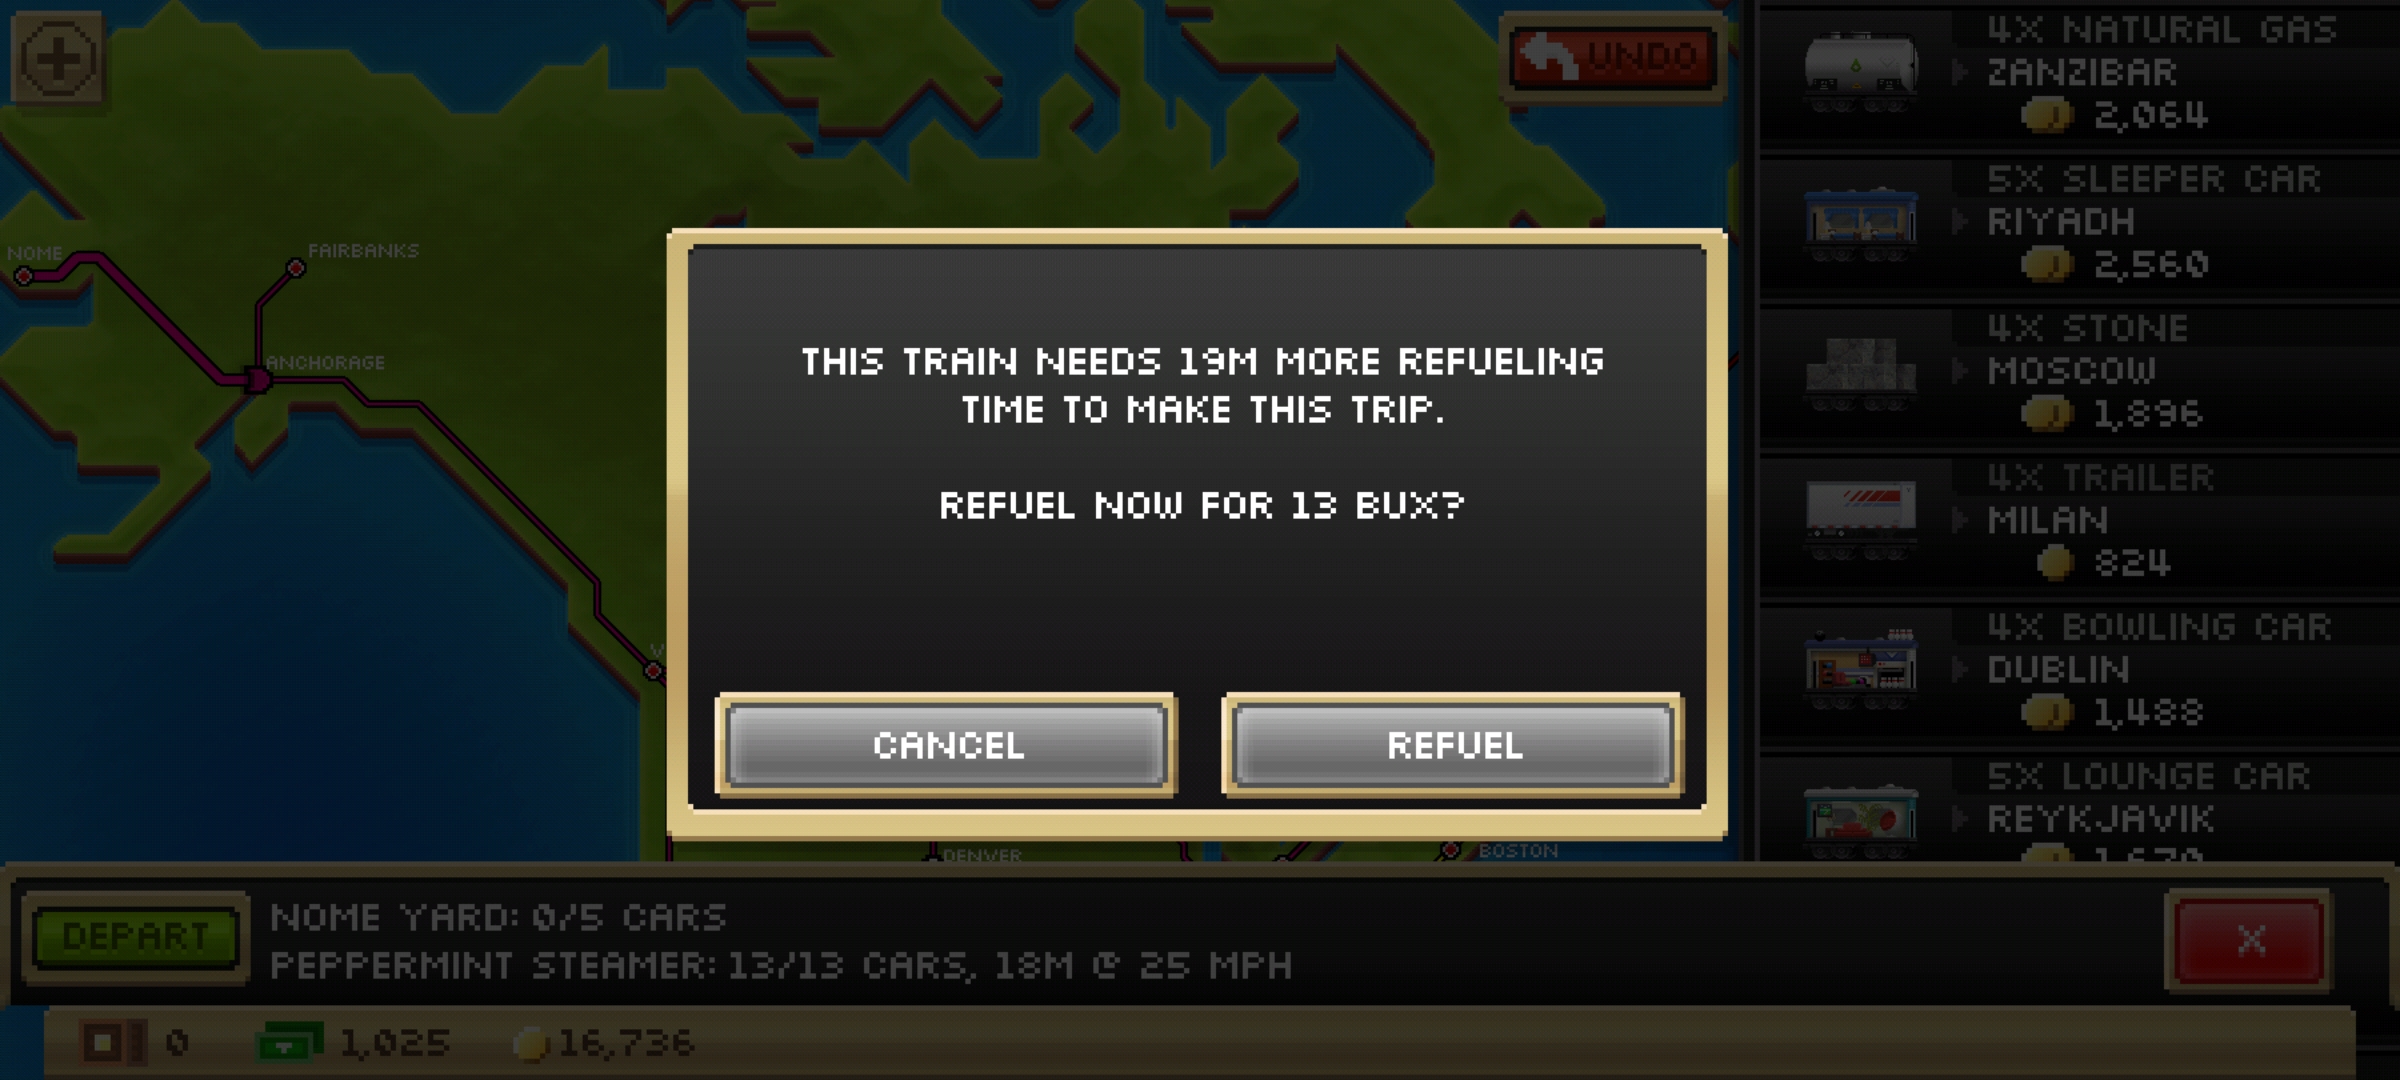 UNDO
NOME
FAIRBANKS
ANCHORAGE
V
DENVER
BOSTON
THIS TRAIN NEEDS 19M MORE REFUELING
TIME TO MAKE THIS TRIP.
REFUEL NOW FOR 13 BUX?
CANCEL
REFUEL
4X NATURAL GAS
ZANZIBAR
2,064
5X SLEEPER CAR
RIYADH
2,560
4X STONE
MOSCOW
1,896
4X TRAILER
MILAN
824
4X BOWLING CAR
DUBLIN
1,488
5X LOUNGE CAR
REYKJAVIK
DEPART
NOME YARD: 0/5 CARS
PEPPERMINT STEAMER: 13/13 CARS, 18M @ 25 MPH
X
0
1,025
16,736